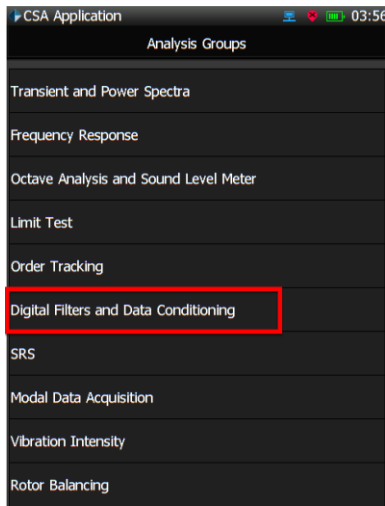 CSA Application 03:56
Analysis Groups
Transient and Power Spectra
Frequency Response
Octave Analysis and Sound Level Meter
Limit Test
Order Tracking
Digital Filters and Data Conditioning
SRS
Modal Data Acquisition
Vibration Intensity
Rotor Balancing